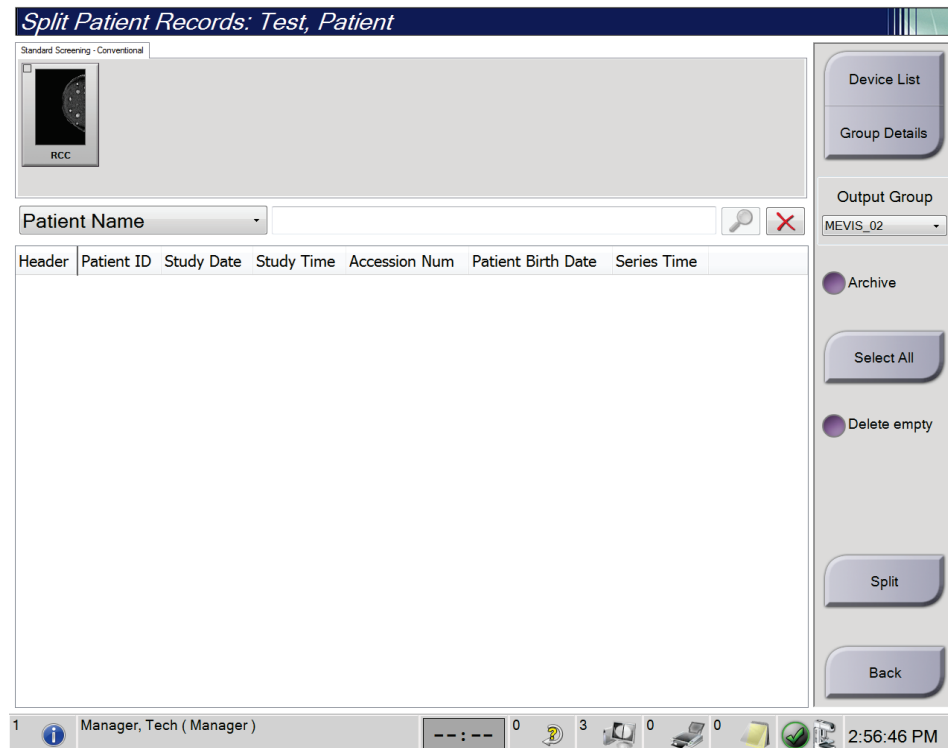 Split Patient Records: Test, Patient
Standard Screening - Conventional
RCC
Device List
Group Details
Output Group
MEVIS_02
Patient Name
Header Patient ID Study Date Study Time Accession Num Patient Birth Date Series Time
Archive
Select All
Delete empty
Split
Back
1 Manager, Tech ( Manager ) --:-- 0 3 0 0 2:56:46 PM